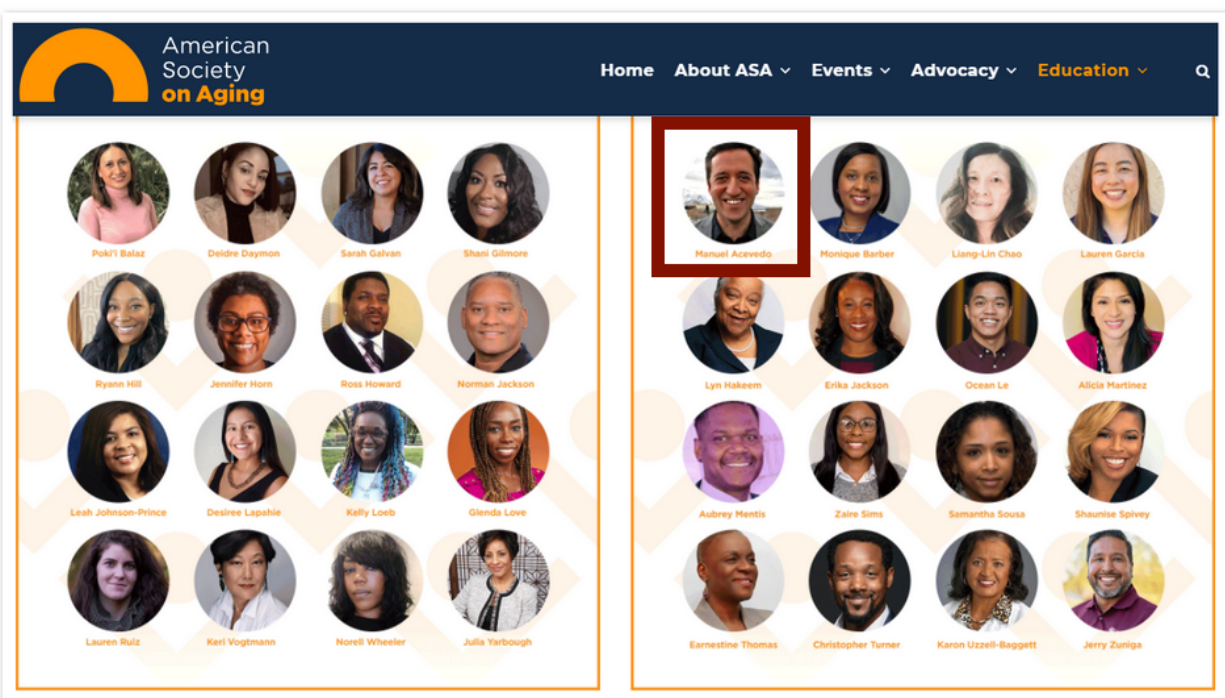 American
Society
on Aging
Home About ASA Events Advocacy Education
Poki'i Balaz Deidre Daymon Sarah Galvan Shani Gilmore
Ryann Hill Jennifer Horn Ross Howard Norman Jackson
Leah Johnson-Prince Desiree Lapahie Kelly Loeb Glenda Love
Lauren Ruiz Keri Vogtmann Norell Wheeler Julia Yarbough
Manuel Acevedo Monique Barber Liang-Lin Chao Lauren Garcia
Lyn Hakeem Erika Jackson Ocean Le Alicia Martinez
Aubrey Mentis Zaire Sims Samantha Sousa Shaunise Spivey
Earnestine Thomas Christopher Turner Karon Uzzell-Baggett Jerry Zuniga